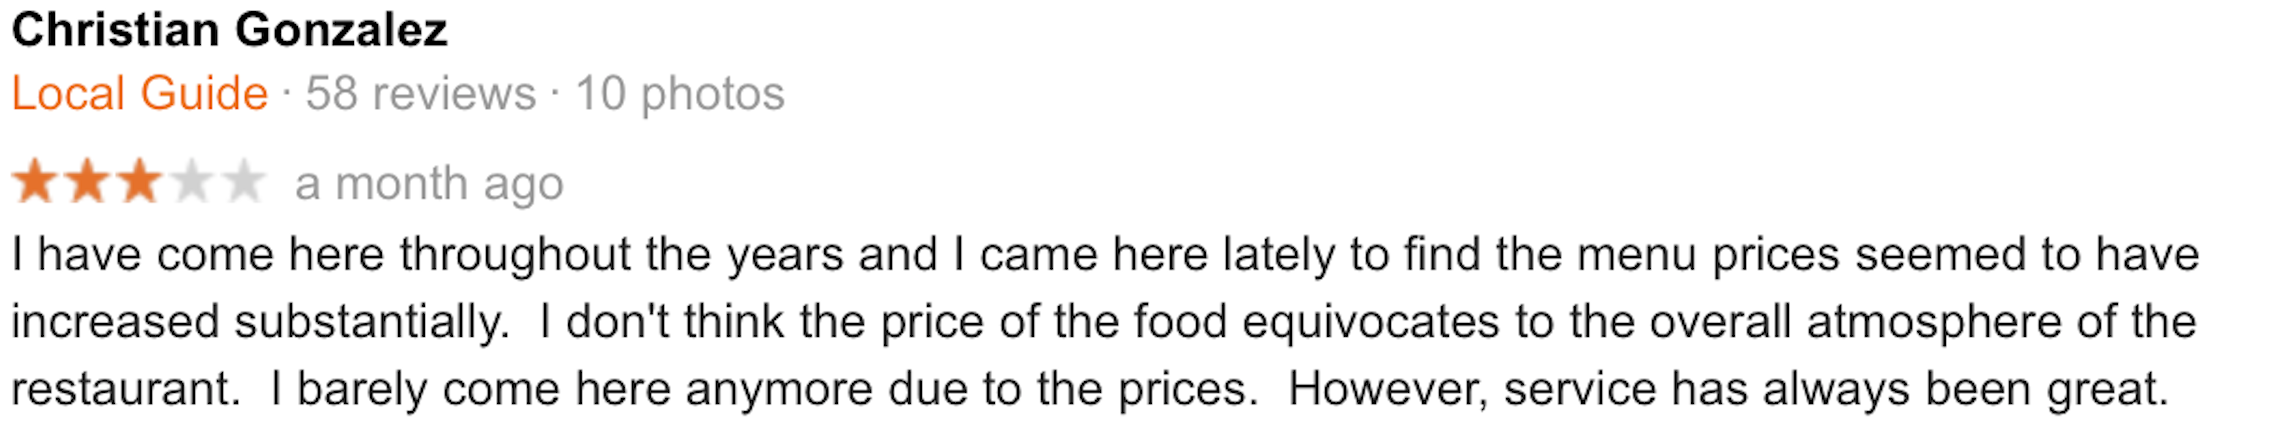 Christian Gonzalez
Local Guide · 58 reviews · 10 photos
a month ago
I have come here throughout the years and I came here lately to find the menu prices seemed to have
increased substantially.  I don't think the price of the food equivocates to the overall atmosphere of the
restaurant.  I barely come here anymore due to the prices.  However, service has always been great.